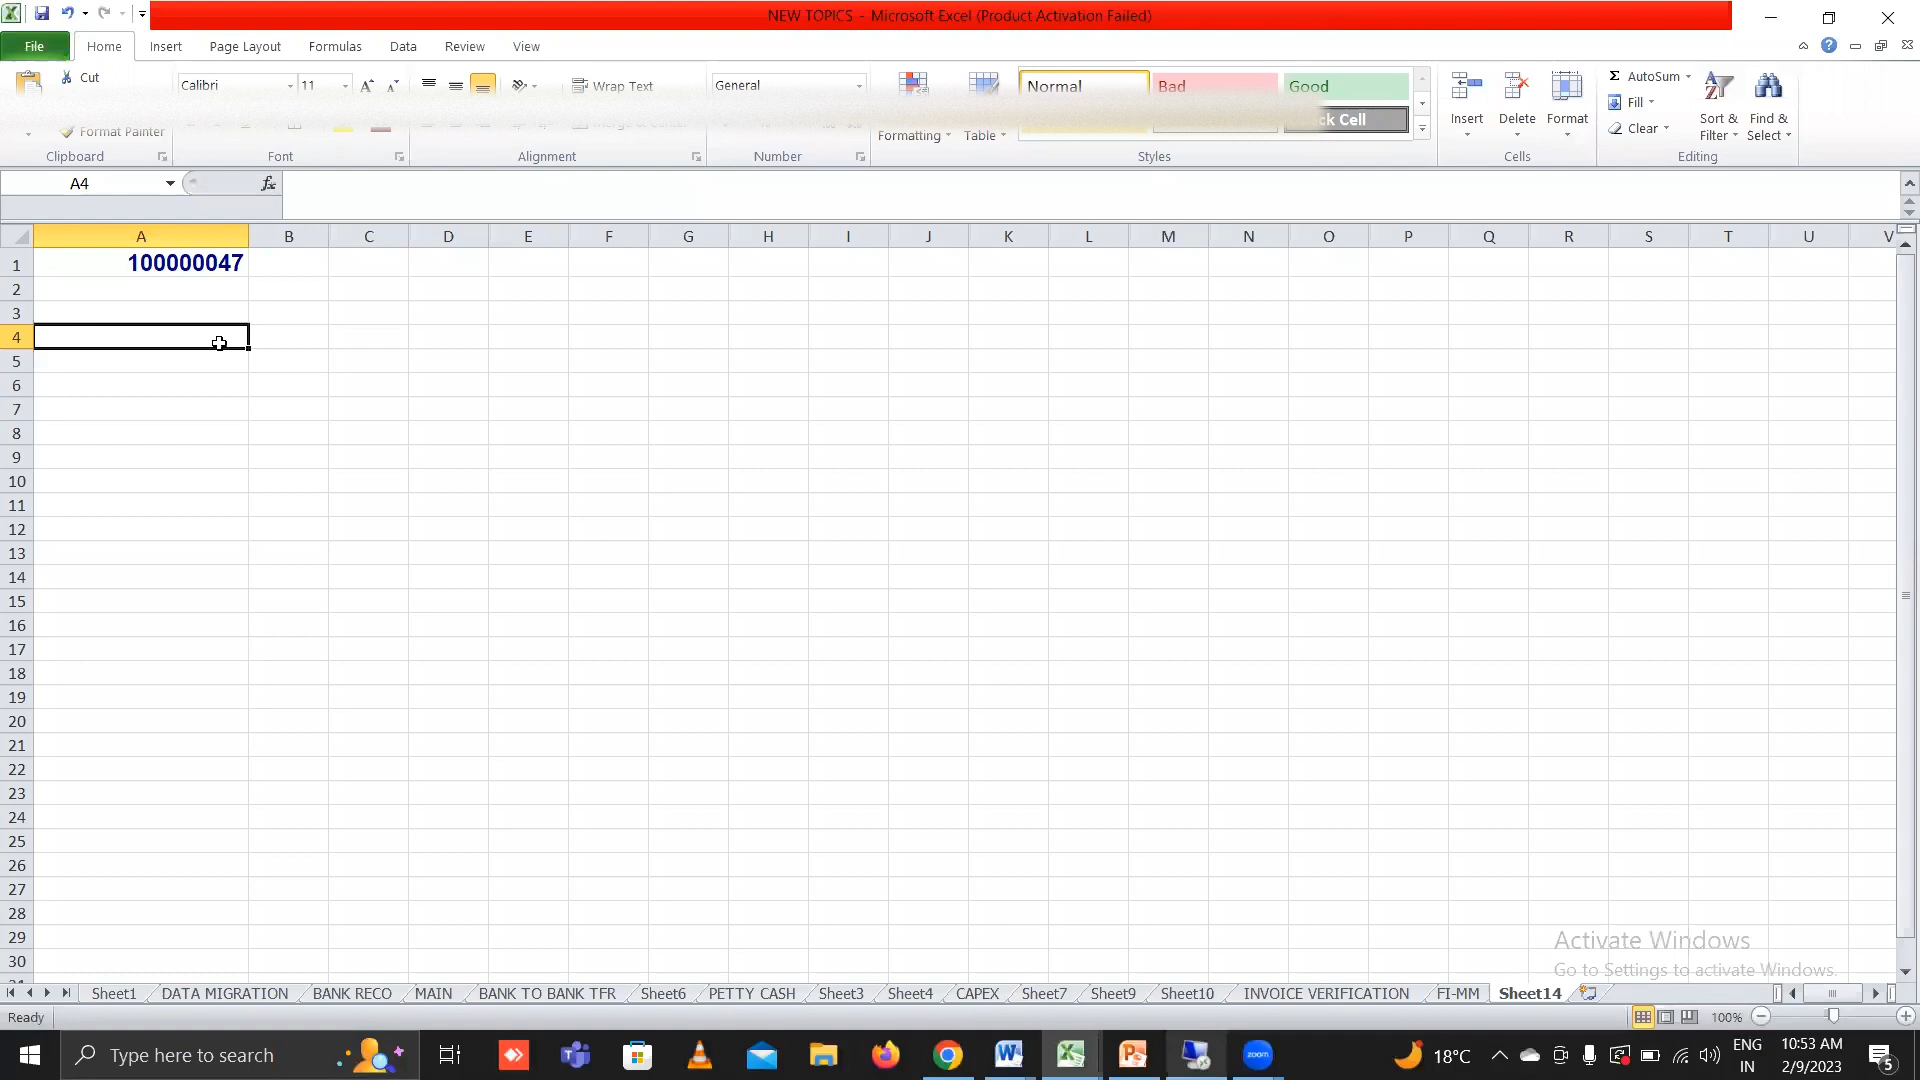 NEW TOPICS - Microsoft Excel (Product Activation Failed)
File Home Insert Page Layout Formulas Data Review View
Cut
Format Painter
Clipboard
Calibri 11
Font
Wrap Text
Alignment
General
Number
Formatting
Table
Normal Bad Good
ck Cell
Styles
Insert Delete Format
Cells
AutoSum
Fill
Clear
Sort & Filter
Find & Select
Editing
A4 fx
A B C D E F G H I J K L M N O P Q R S T U V
1 100000047
2
3
4
5
6
7
8
9
10
11
12
13
14
15
16
17
18
19
20
21
22
23
24
25
26
27
28
29
30
Activate Windows
Go to Settings to activate Windows.
Sheet1 DATA MIGRATION BANK RECO MAIN BANK TO BANK TFR Sheet6 PETTY CASH Sheet3 Sheet4 CAPEX Sheet7 Sheet9 Sheet10 INVOICE VERIFICATION FI-MM Sheet14
Ready 100%
Type here to search
zoom
18°C
ENG
IN
10:53 AM
2/9/2023
5